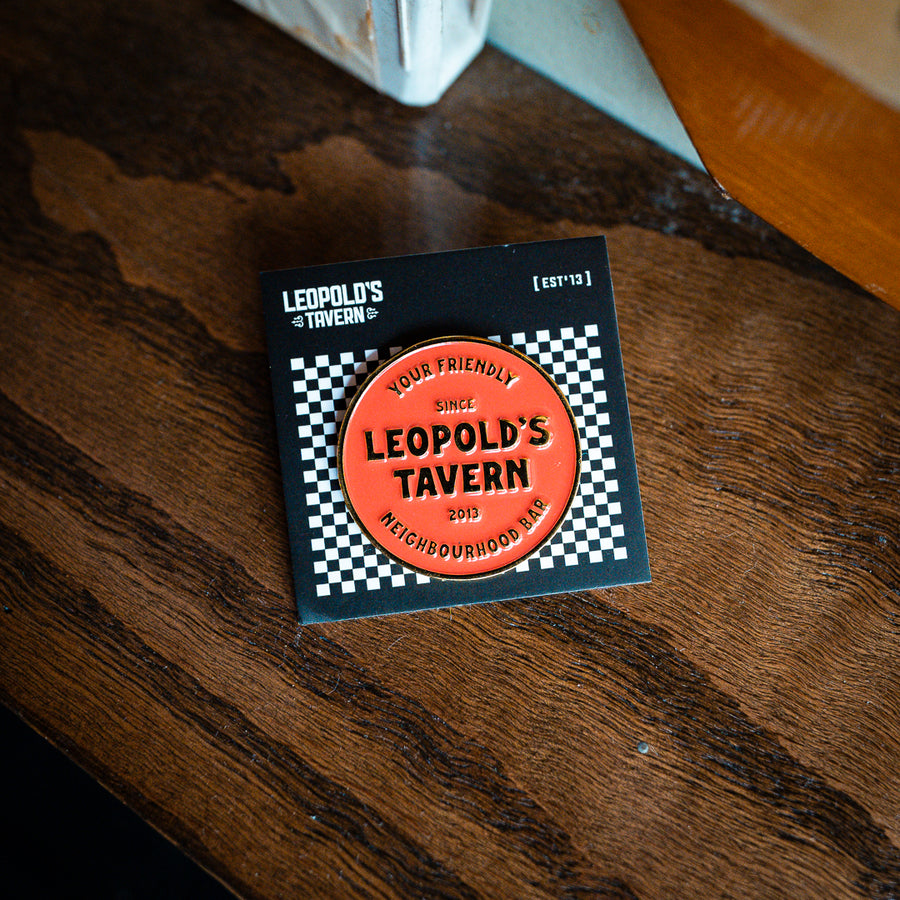 LEOPOLD'S
TAVERN
[EST'13]
YOUR FRIENDLY
SINCE
LEOPOLD'S
TAVERN
2013
NEIGHBOURHOOD BAR